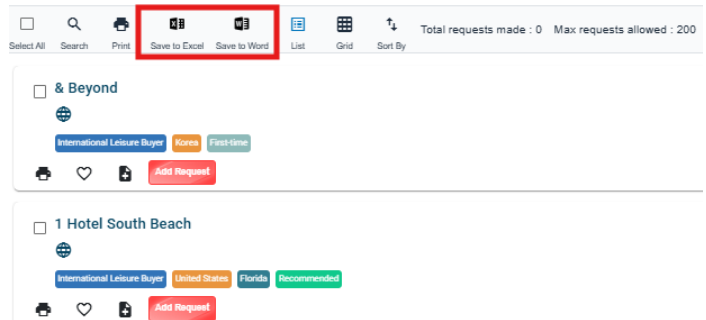 Total requests made : 0 Max requests allowed : 200
Select All Search Print Save to Excel Save to Word List Grid Sort By
& Beyond
International Leisure Buyer Korea First-time
Add Request
1 Hotel South Beach
International Leisure Buyer United States Florida Recommended
Add Request